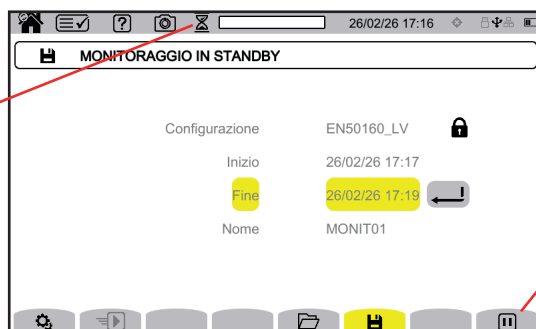 26/02/26 17:16
MONITORAGGIO IN STANDBY
Configurazione EN50160_LV
Inizio 26/02/26 17:17
Fine 26/02/26 17:19
Nome MONIT01